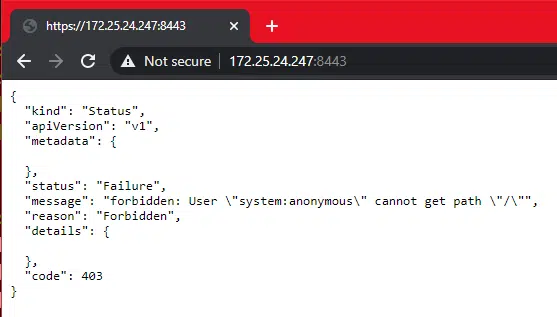 https://172.25.24.247:8443
Not secure 172.25.24.247:8443
{
  "kind": "Status",
  "apiVersion": "v1",
  "metadata": {

  },
  "status": "Failure",
  "message": "forbidden: User \"system:anonymous\" cannot get path \"/\"",
  "reason": "Forbidden",
  "details": {

  },
  "code": 403
}